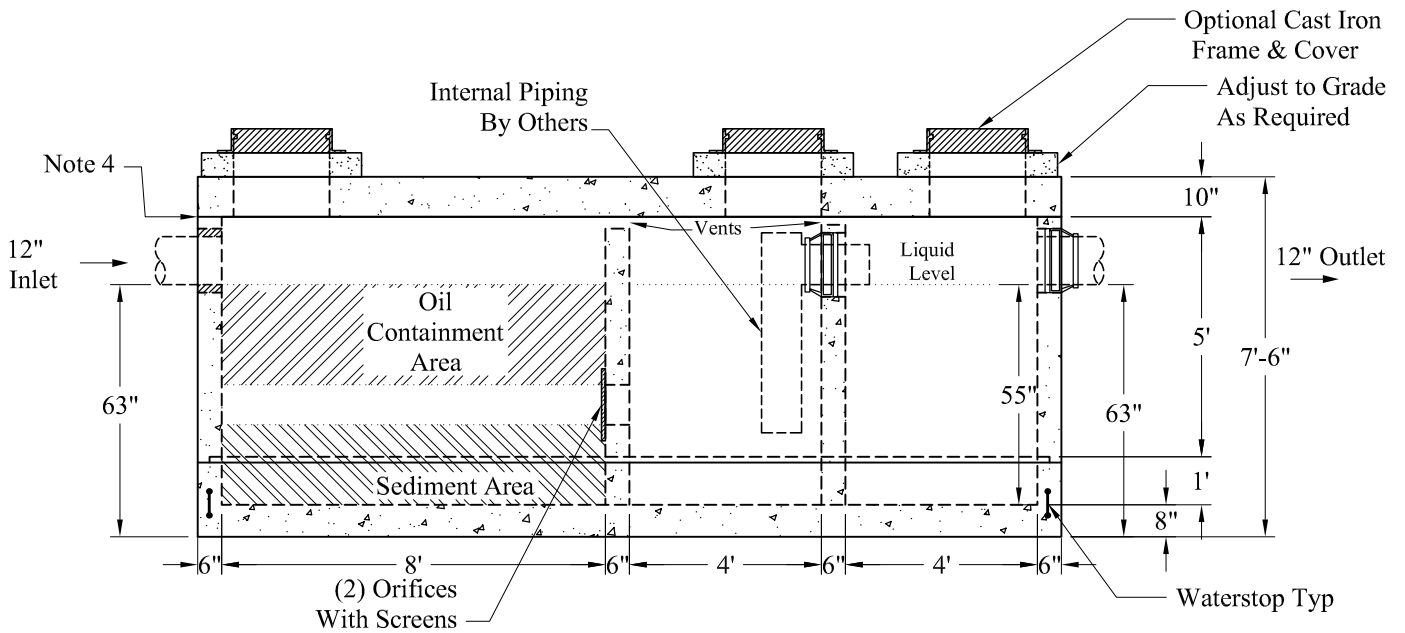 Optional Cast Iron
Frame & Cover
Internal Piping
By Others
Adjust to Grade
As Required
Note 4
10"
Vents
12"
Inlet
Liquid
Level
12" Outlet
Oil
Containment
Area
5'
7'-6"
63"
55"
63"
Sediment Area
1'
8"
6"
8'
6"
4'
6"
4'
6"
(2) Orifices
With Screens
Waterstop Typ